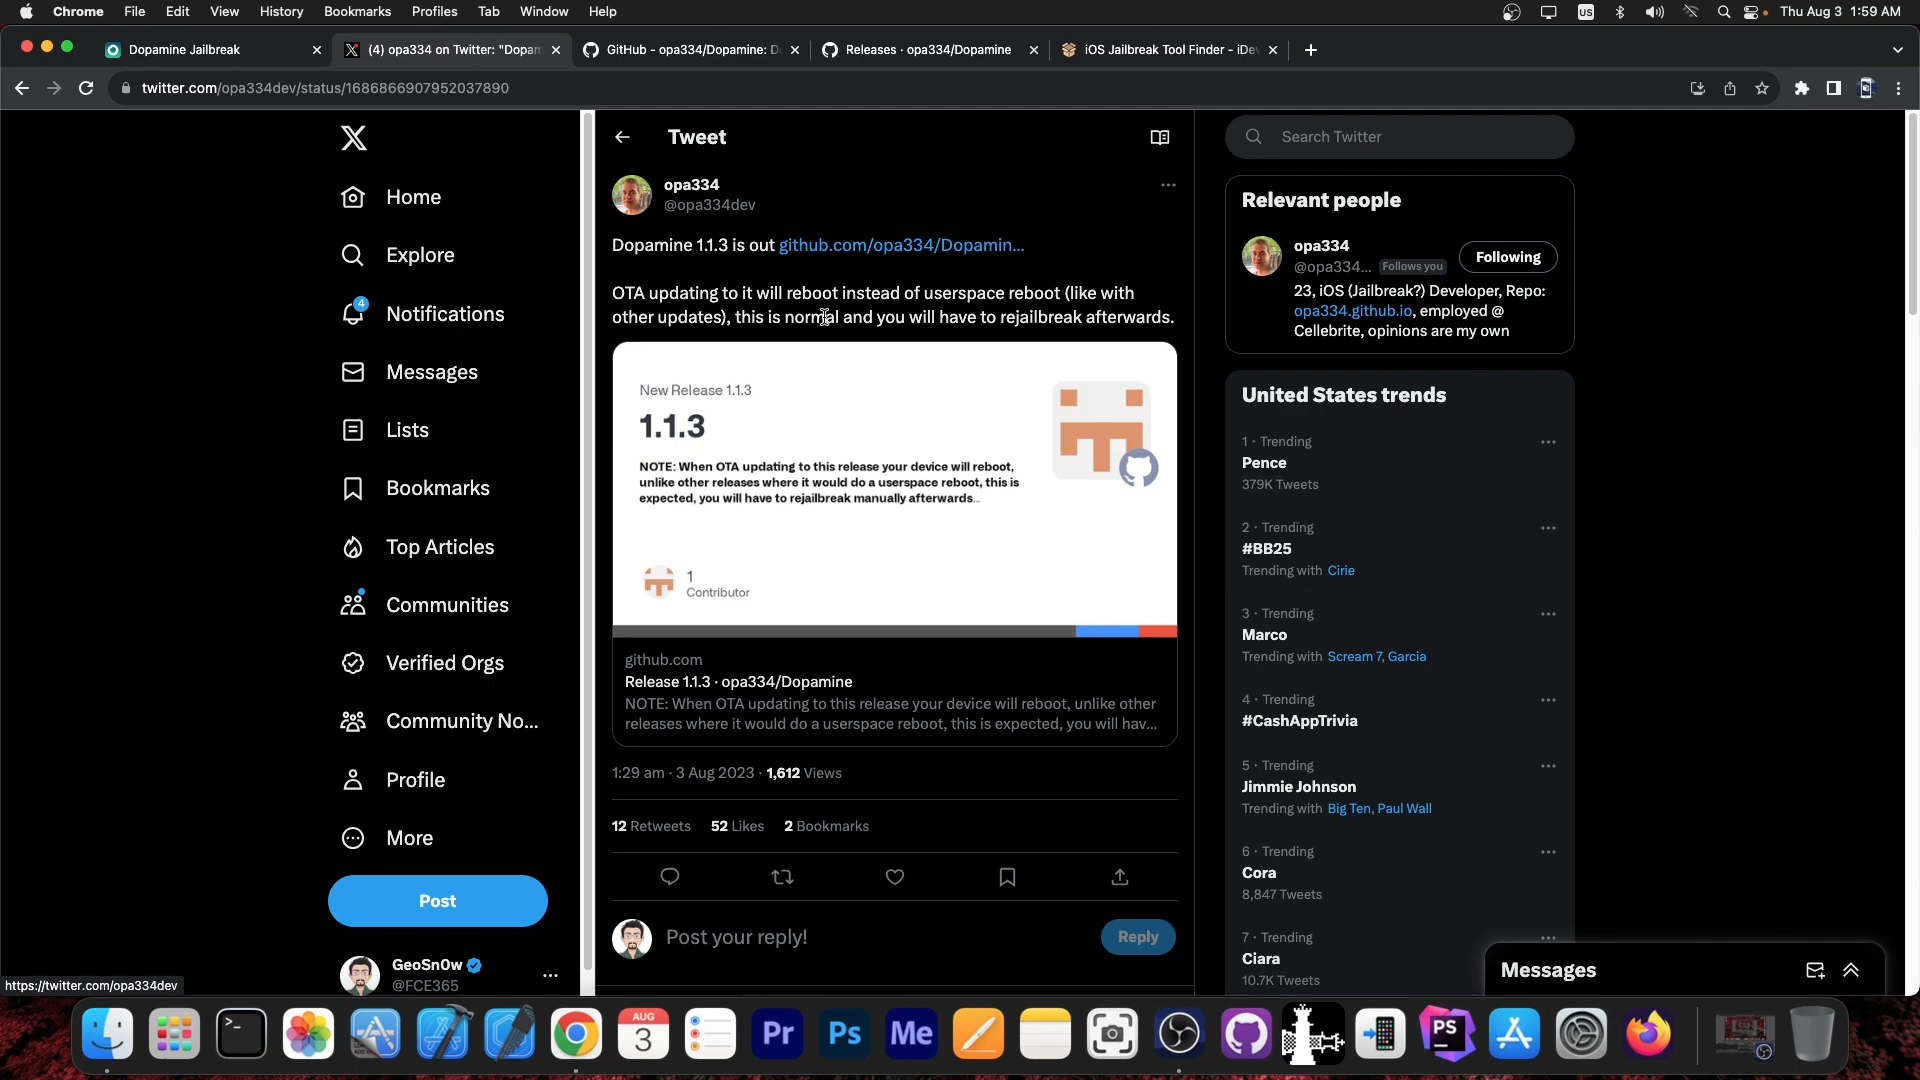 Chrome File Edit View History Bookmarks Profiles Tab Window Help US Thu Aug 3 1:59 AM
Dopamine Jailbreak (4) opa334 on Twitter: "Dopam GitHub - opa334/Dopamine: D Releases · opa334/Dopamine iOS Jailbreak Tool Finder - iDe
twitter.com/opa334dev/status/1686866907952037890
Home
Explore
4
Notifications
Messages
Lists
Bookmarks
Top Articles
Communities
Verified Orgs
Community No...
Profile
More
Post
GeoSn0w
@FCE365
https://twitter.com/opa334dev
Tweet
opa334
@opa334dev
Dopamine 1.1.3 is out github.com/opa334/Dopamin...
OTA updating to it will reboot instead of userspace reboot (like with
other updates), this is normal and you will have to rejailbreak afterwards.
New Release 1.1.3
1.1.3
NOTE: When OTA updating to this release your device will reboot,
unlike other releases where it would do a userspace reboot, this is
expected, you will have to rejailbreak manually afterwards...
1
Contributor
github.com
Release 1.1.3 · opa334/Dopamine
NOTE: When OTA updating to this release your device will reboot, unlike other
releases where it would do a userspace reboot, this is expected, you will hav...
1:29 am · 3 Aug 2023 · 1,612 Views
12 Retweets 52 Likes 2 Bookmarks
Post your reply!
Reply
Search Twitter
Relevant people
opa334
@opa334... Follows you
Following
23, iOS (Jailbreak?) Developer, Repo:
opa334.github.io, employed @
Cellebrite, opinions are my own
United States trends
1 · Trending
Pence
379K Tweets
2 · Trending
#BB25
Trending with Cirie
3 · Trending
Marco
Trending with Scream 7, Garcia
4 · Trending
#CashAppTrivia
5 · Trending
Jimmie Johnson
Trending with Big Ten, Paul Wall
6 · Trending
Cora
8,847 Tweets
7 · Trending
Ciara
10.7K Tweets
Messages
AUG
3
Pr
Ps
Me
PS